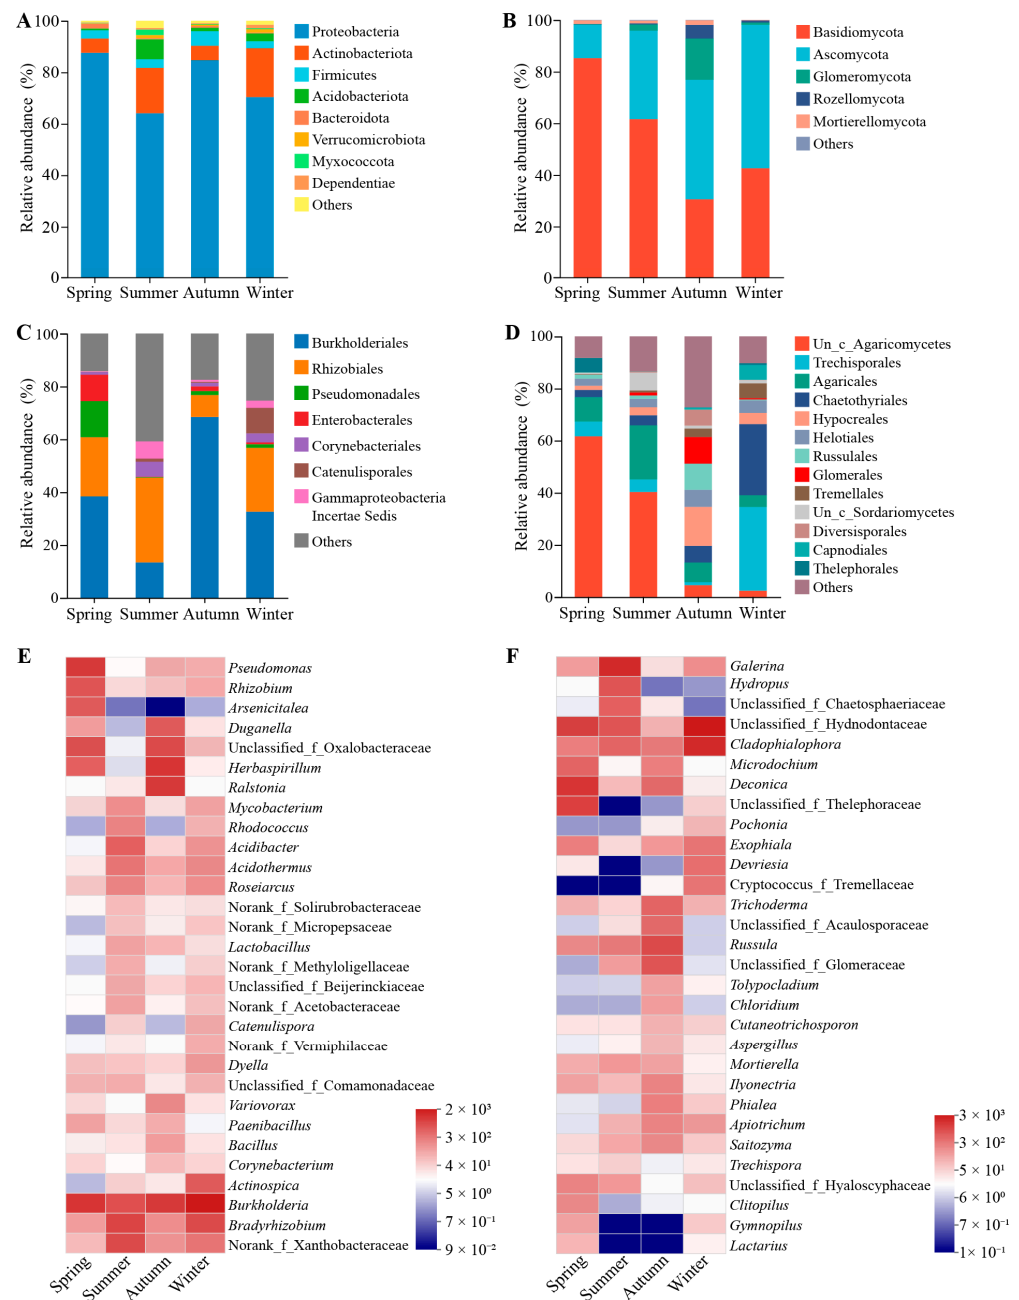 A
Relative abundance (%)
100
80
60
40
20
0
Spring Summer Autumn Winter
Proteobacteria
Actinobacteriota
Firmicutes
Acidobacteriota
Bacteroidota
Verrucomicrobiota
Myxococcota
Dependentiae
Others
B
Relative abundance (%)
100
80
60
40
20
0
Spring Summer Autumn Winter
Basidiomycota
Ascomycota
Glomeromycota
Rozellomycota
Mortierellomycota
Others
C
Relative abundance (%)
100
80
60
40
20
0
Spring Summer Autumn Winter
Burkholderiales
Rhizobiales
Pseudomonadales
Enterobacterales
Corynebacteriales
Catenulisporales
Gammaproteobacteria
Incertae Sedis
Others
D
Relative abundance (%)
100
80
60
40
20
0
Spring Summer Autumn Winter
Un_c_Agaricomycetes
Trechisporales
Agaricales
Chaetothyriales
Hypocreales
Helotiales
Russulales
Glomerales
Tremellales
Un_c_Sordariomycetes
Diversisporales
Capnodiales
Thelephorales
Others
E
Pseudomonas
Rhizobium
Arsenicitalea
Duganella
Unclassified_f_Oxalobacteraceae
Herbaspirillum
Ralstonia
Mycobacterium
Rhodococcus
Acidibacter
Acidothermus
Roseiarcus
Norank_f_Solirubrobacteraceae
Norank_f_Micropepsaceae
Lactobacillus
Norank_f_Methyloligellaceae
Unclassified_f_Beijerinckiaceae
Norank_f_Acetobacteraceae
Catenulispora
Norank_f_Vermiphilaceae
Dyella
Unclassified_f_Comamonadaceae
Variovorax
Paenibacillus
Bacillus
Corynebacterium
Actinospica
Burkholderia
Bradyrhizobium
Norank_f_Xanthobacteraceae
Spring Summer Autumn Winter
2 × 10³
3 × 10²
4 × 10¹
5 × 10⁰
7 × 10⁻¹
9 × 10⁻²
F
Galerina
Hydropus
Unclassified_f_Chaetosphaeriaceae
Unclassified_f_Hydnodontaceae
Cladophialophora
Microdochium
Deconica
Unclassified_f_Thelephoraceae
Pochonia
Exophiala
Devriesia
Cryptococcus_f_Tremellaceae
Trichoderma
Unclassified_f_Acaulosporaceae
Russula
Unclassified_f_Glomeraceae
Tolypocladium
Chloridium
Cutaneotrichosporon
Aspergillus
Mortierella
Ilyonectria
Phialea
Apiotrichum
Saitozyma
Trechispora
Unclassified_f_Hyaloscyphaceae
Clitopilus
Gymnopilus
Lactarius
Spring Summer Autumn Winter
3 × 10³
3 × 10²
5 × 10¹
6 × 10⁰
7 × 10⁻¹
1× 10⁻¹